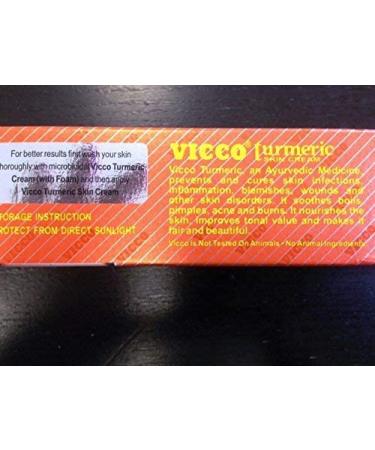 For better results first wash your skin
thoroughly with microbluidal Vicco Turmeric
Cream (with Foam) and then apply
Vicco Turmeric Skin Cream
TORAGE INSTRUCTION
ROTECT FROM DIRECT SUNLIGHT
VICCO® turmeric
SKIN CREAM
Vicco Turmeric, an Ayurvedic Medicine,
prevents and cures skin infections,
inflammation, blemishes, wounds and
other skin disorders. It soothes boils,
pimples, acne and burns. It nourishes the
skin, improves tonal value and makes it
fair and beautiful.
Vicco is Not Tested On Animals • No Animal Ingredients
VICCO